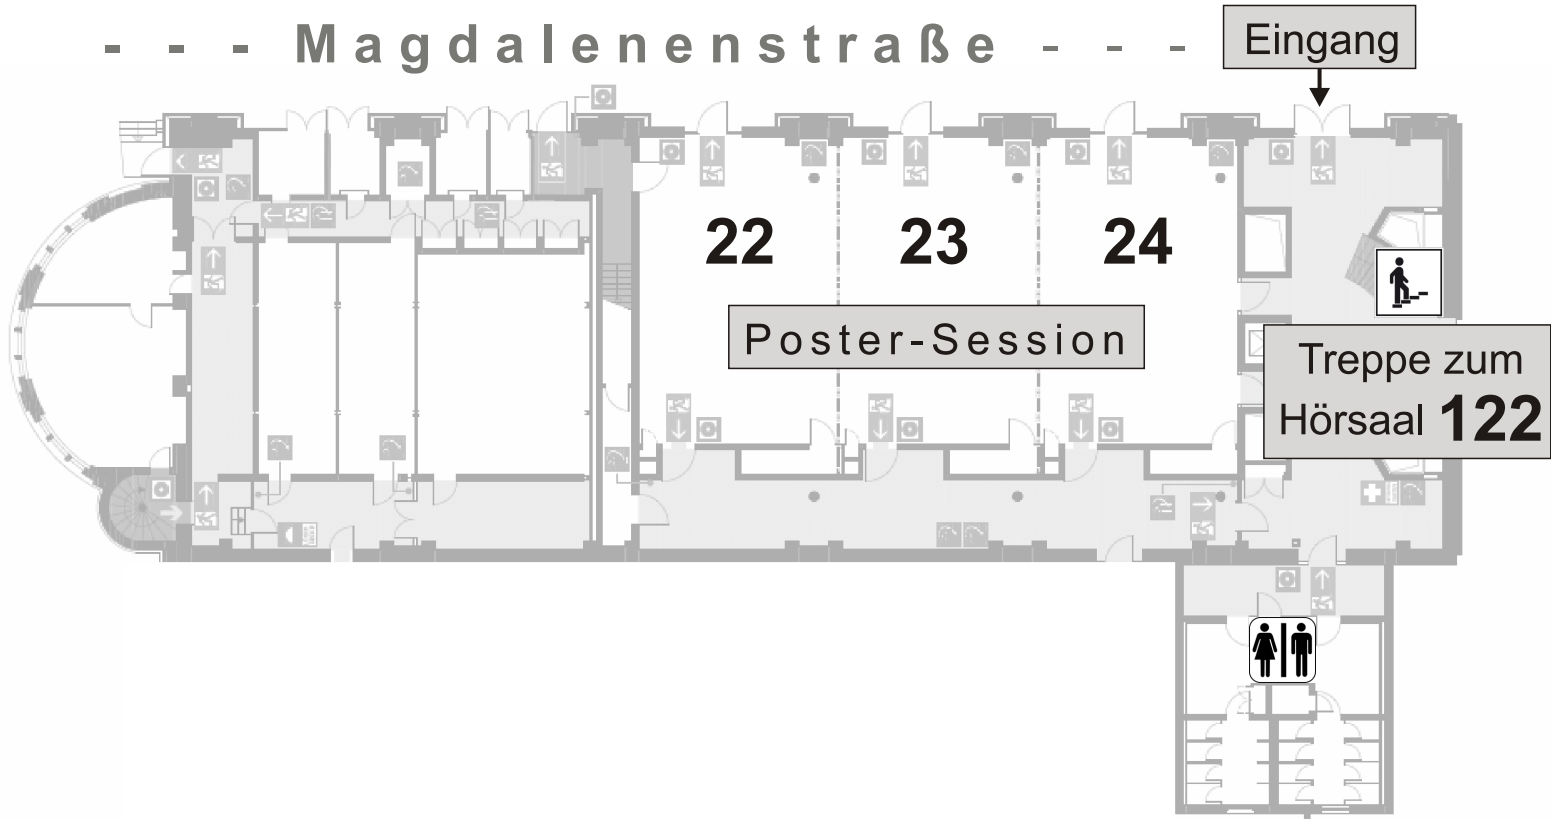 - - - Magdalenenstraße - - -
Eingang
22 23 24
Poster-Session
Treppe zum
Hörsaal 122